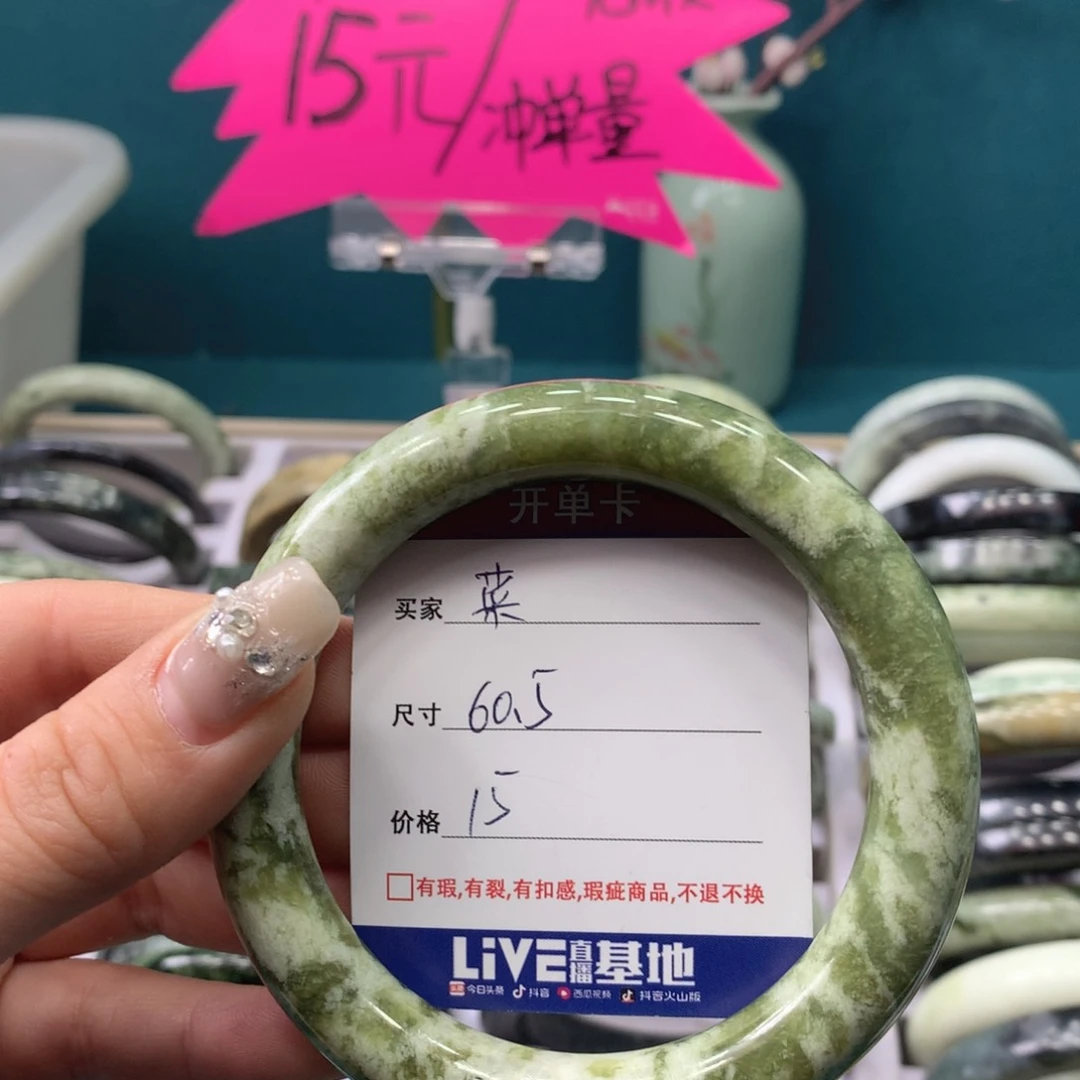 15元/冲单量
开单卡
买家 菜
尺寸 60.5
价格 15
□有瑕,有裂,有扣感,瑕疵商品,不退不换
LiVE直播基地
今日头条 抖音 西瓜视频 抖音火山版